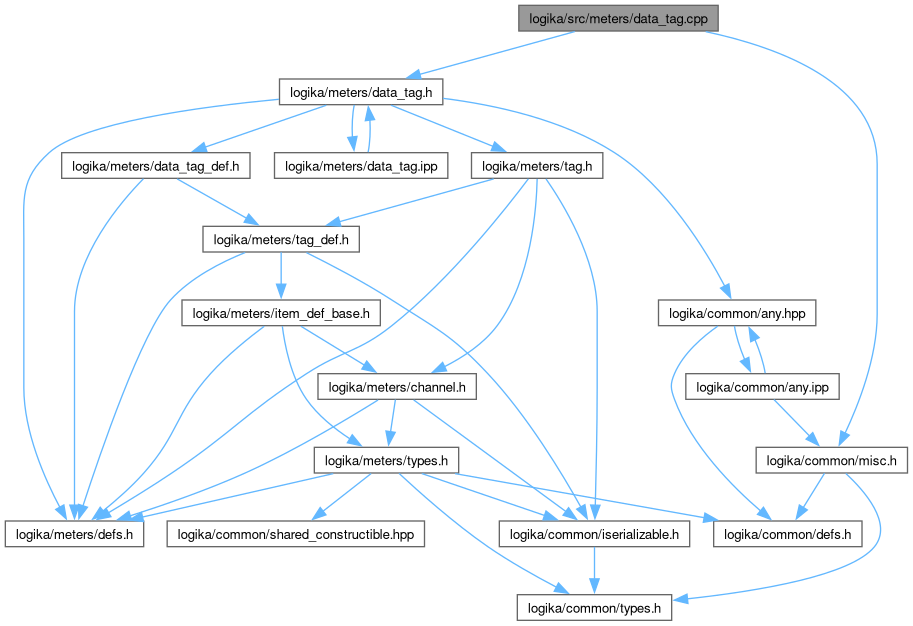 logika/src/meters/data_tag.cpp
logika/meters/data_tag.h
logika/meters/data_tag_def.h
logika/meters/data_tag.ipp
logika/meters/tag.h
logika/meters/tag_def.h
logika/meters/item_def_base.h
logika/common/any.hpp
logika/meters/channel.h
logika/common/any.ipp
logika/meters/types.h
logika/common/misc.h
logika/meters/defs.h
logika/common/shared_constructible.hpp
logika/common/iserializable.h
logika/common/defs.h
logika/common/types.h